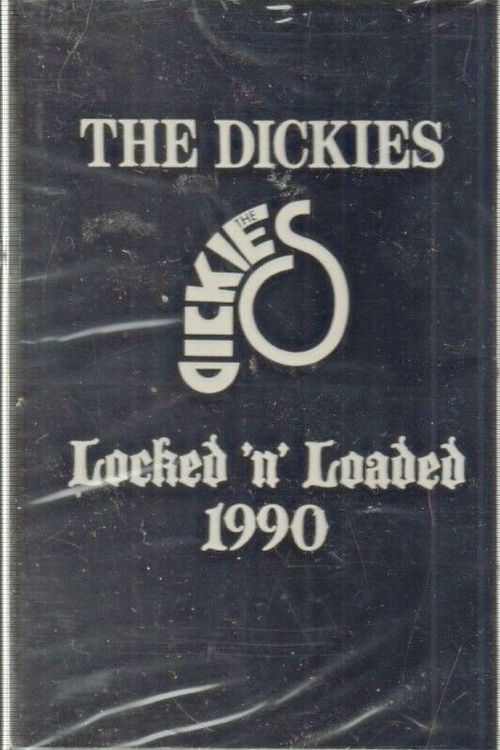 THE DICKIES
THE
DICKIES
Locked 'n' Loaded
1990